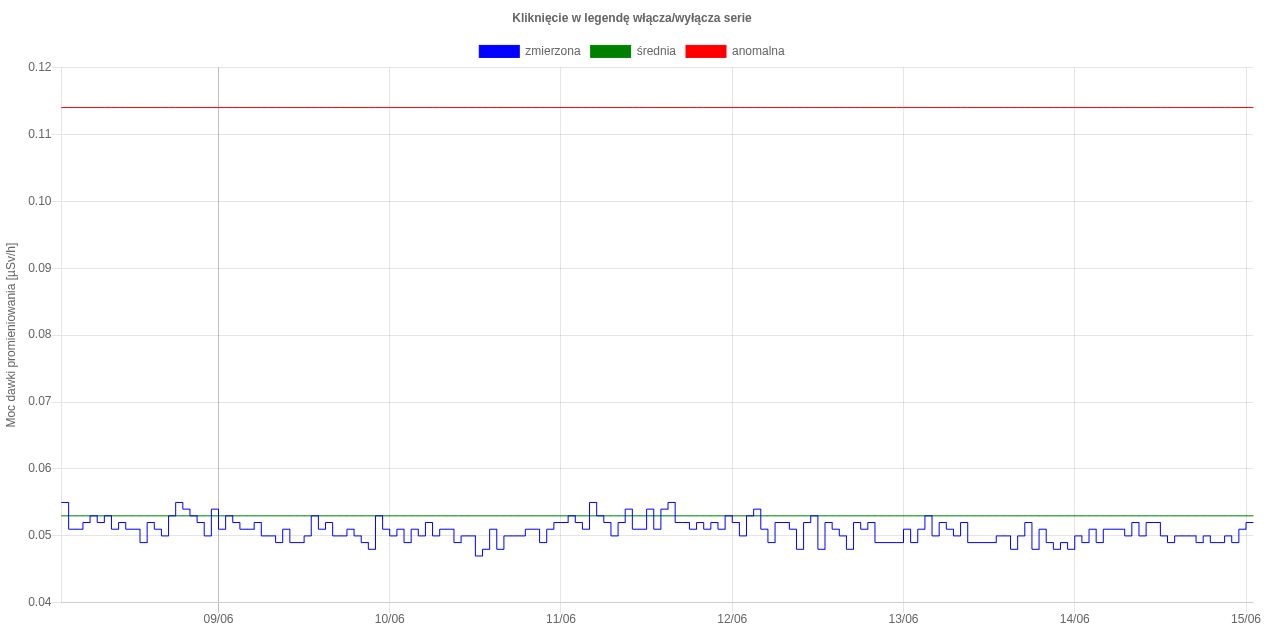 Kliknięcie w legendę włącza/wyłącza serie
zmierzona średnia anomalna
Moc dawki promieniowania [µSv/h]
0.12
0.11
0.10
0.09
0.08
0.07
0.06
0.05
0.04
09/06 10/06 11/06 12/06 13/06 14/06 15/06